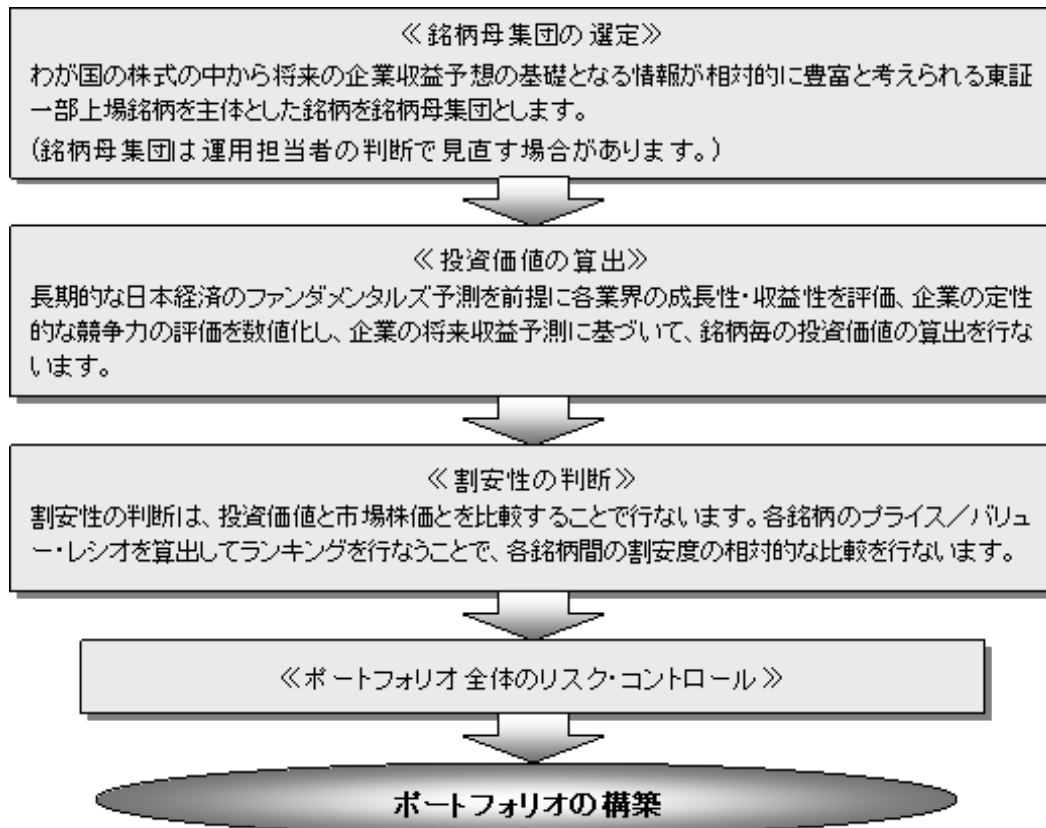 ≪銘柄母集団の選定≫
わが国の株式の中から将来の企業収益予想の基礎となる情報が相対的に豊富と考えられる東証
一部上場銘柄を主体とした銘柄を銘柄母集団とします。
(銘柄母集団は運用担当者の判断で見直す場合があります。)
≪投資価値の算出≫
長期的な日本経済のファンダメンタルズ予測を前提に各業界の成長性・収益性を評価、企業の定性
的な競争力の評価を数値化し、企業の将来収益予測に基づいて、銘柄毎の投資価値の算出を行な
います。
≪割安性の判断≫
割安性の判断は、投資価値と市場株価とを比較することで行ないます。各銘柄のプライス／バリュ
ー・レシオを算出してランキングを行なうことで、各銘柄間の割安度の相対的な比較を行ないます。
≪ポートフォリオ全体のリスク・コントロール≫
ポートフォリオの構築